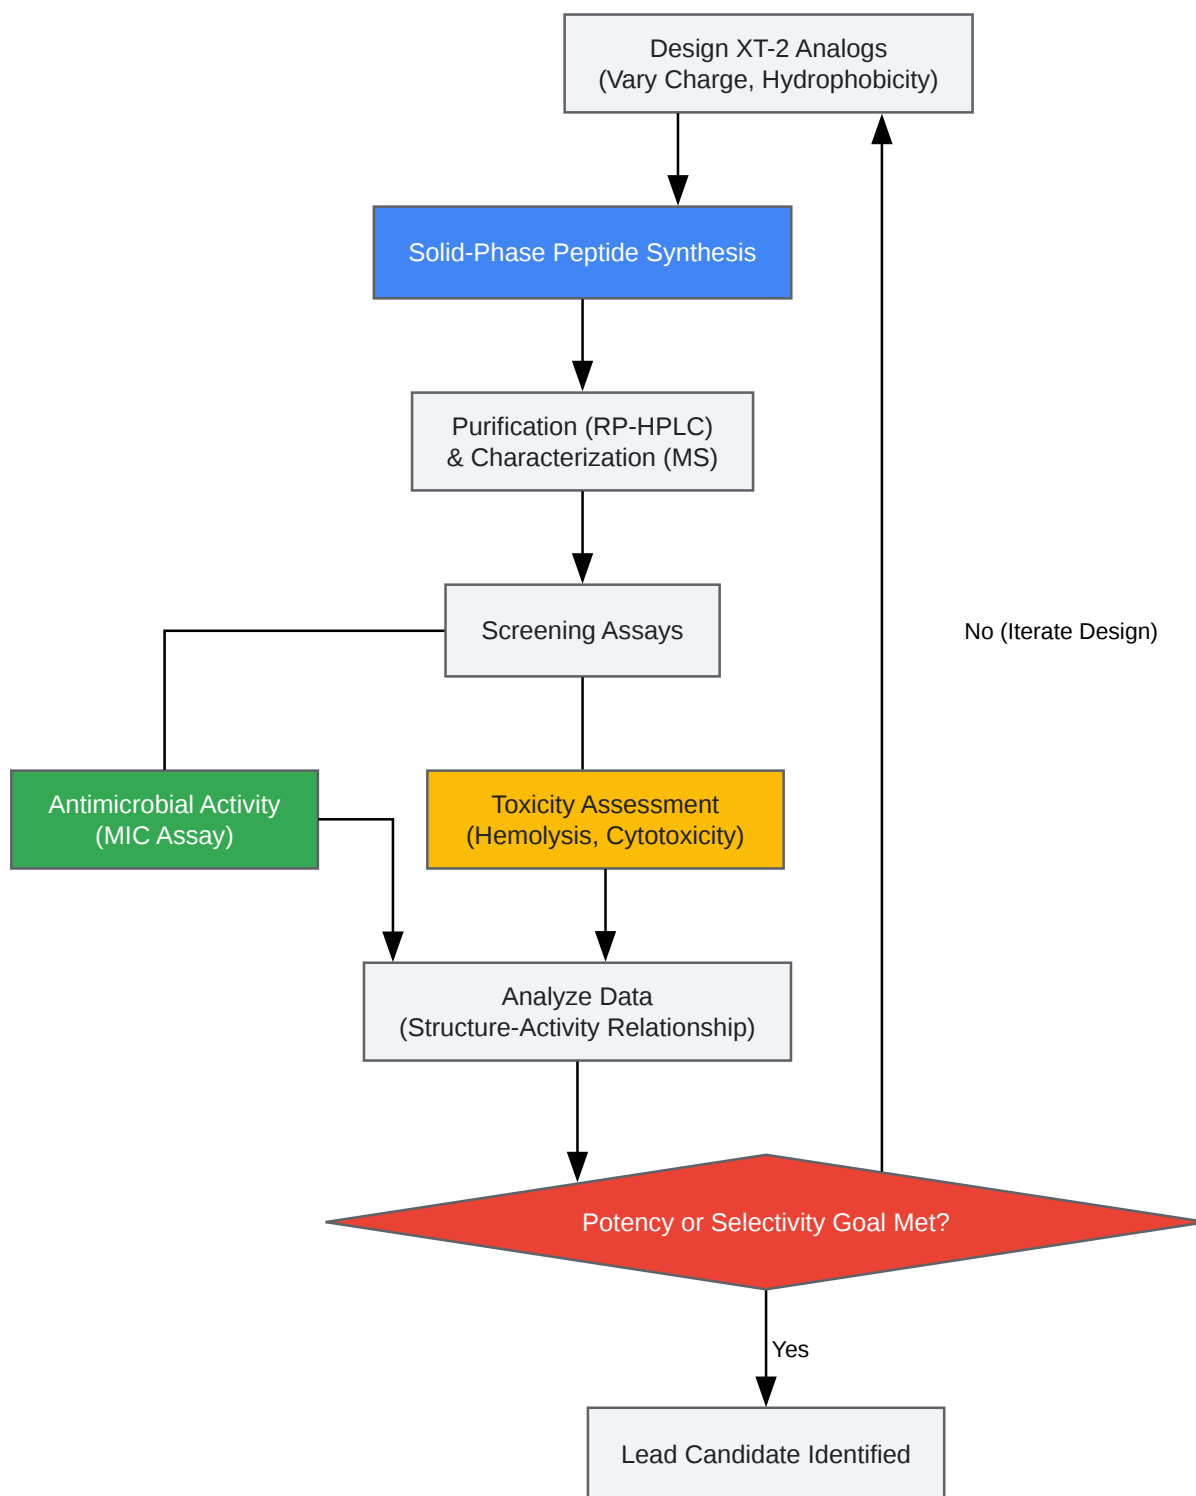 Design XT-2 Analogs
(Vary Charge, Hydrophobicity)
Solid-Phase Peptide Synthesis
Purification (RP-HPLC)
& Characterization (MS)
Screening Assays
No (Iterate Design)
Antimicrobial Activity
(MIC Assay)
Toxicity Assessment
(Hemolysis, Cytotoxicity)
Analyze Data
(Structure-Activity Relationship)
Potency or Selectivity Goal Met?
Yes
Lead Candidate Identified